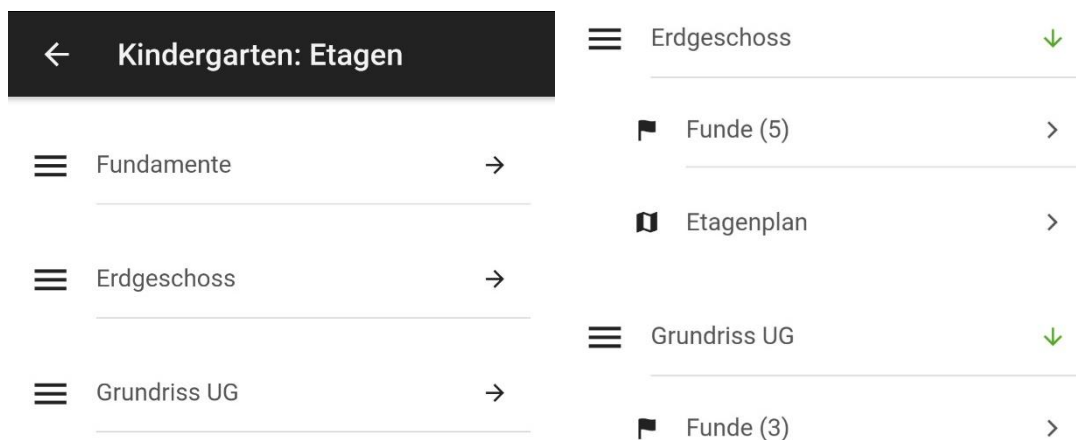 Kindergarten: Etagen
Fundamente
Erdgeschoss
Grundriss UG
Erdgeschoss
Funde (5)
Etagenplan
Grundriss UG
Funde (3)